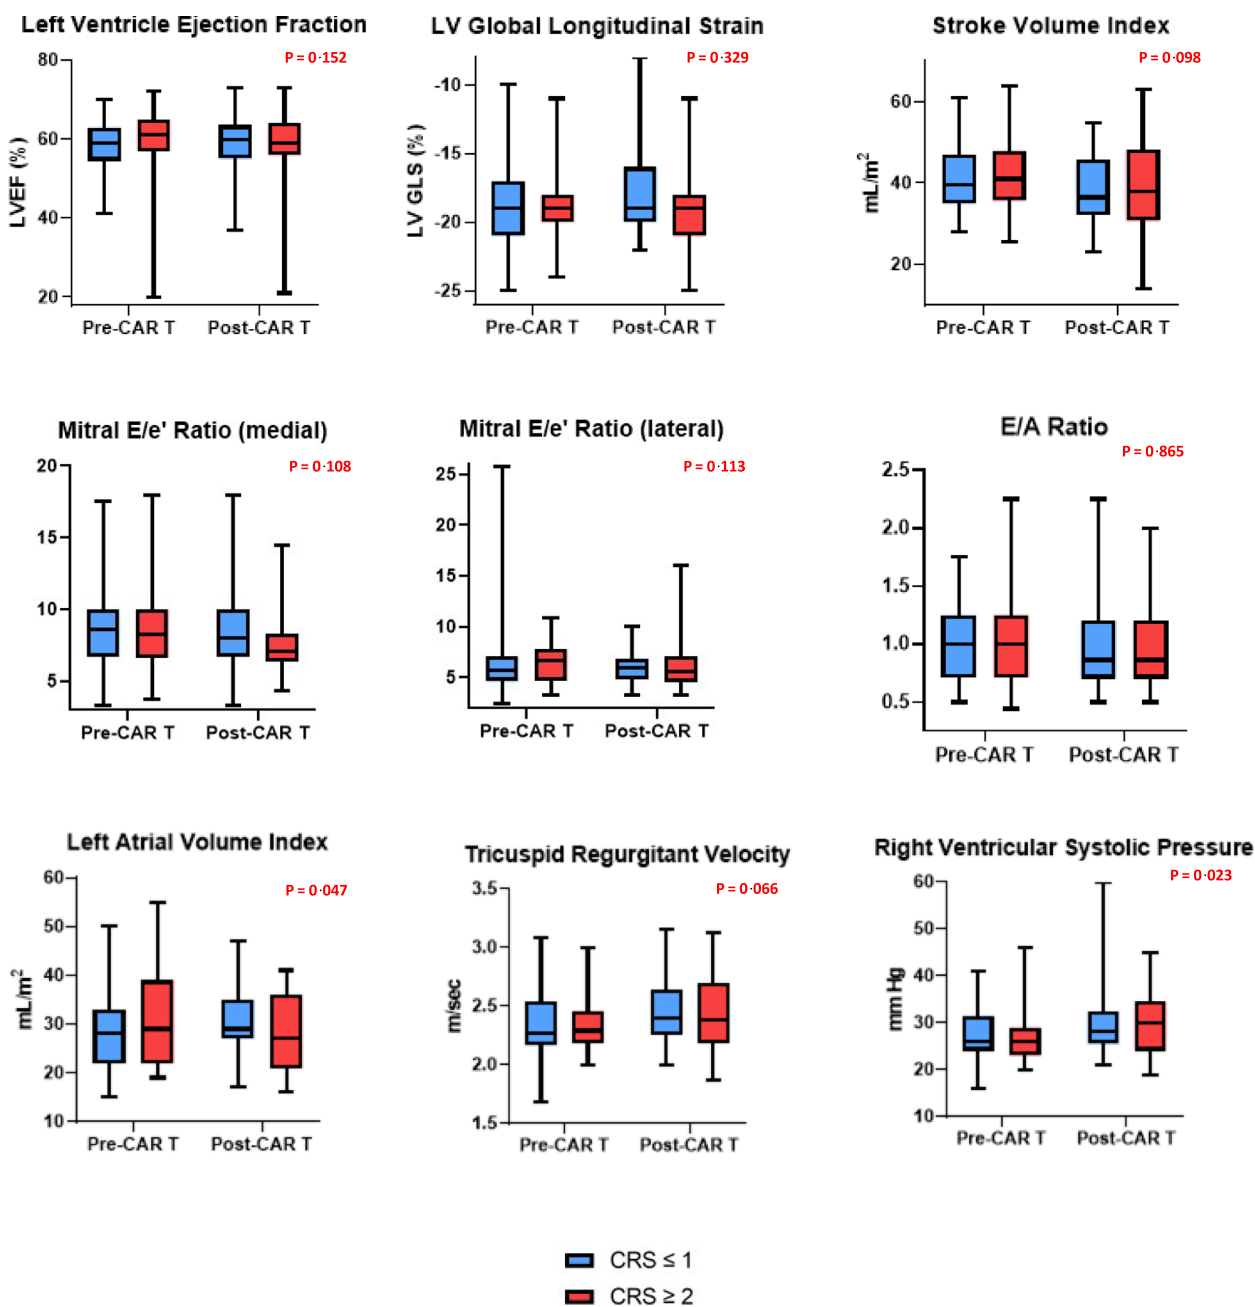 Left Ventricle Ejection Fraction
P = 0·152
LVEF (%)
80
60
40
20
Pre-CAR T
Post-CAR T
LV Global Longitudinal Strain
P = 0·329
LV GLS (%)
-10
-15
-20
-25
Pre-CAR T
Post-CAR T
Stroke Volume Index
P = 0·098
mL/m²
60
40
20
Pre-CAR T
Post-CAR T
Mitral E/e' Ratio (medial)
P = 0·108
20
15
10
5
Pre-CAR T
Post-CAR T
Mitral E/e' Ratio (lateral)
P = 0·113
25
20
15
10
5
Pre-CAR T
Post-CAR T
E/A Ratio
P = 0·865
2.5
2.0
1.5
1.0
0.5
Pre-CAR T
Post-CAR T
Left Atrial Volume Index
P = 0·047
mL/m²
60
50
40
30
20
10
Pre-CAR T
Post-CAR T
Tricuspid Regurgitant Velocity
P = 0·066
m/sec
3.5
3.0
2.5
2.0
1.5
Pre-CAR T
Post-CAR T
Right Ventricular Systolic Pressure
P = 0·023
mm Hg
60
50
40
30
20
10
Pre-CAR T
Post-CAR T
CRS ≤ 1
CRS ≥ 2